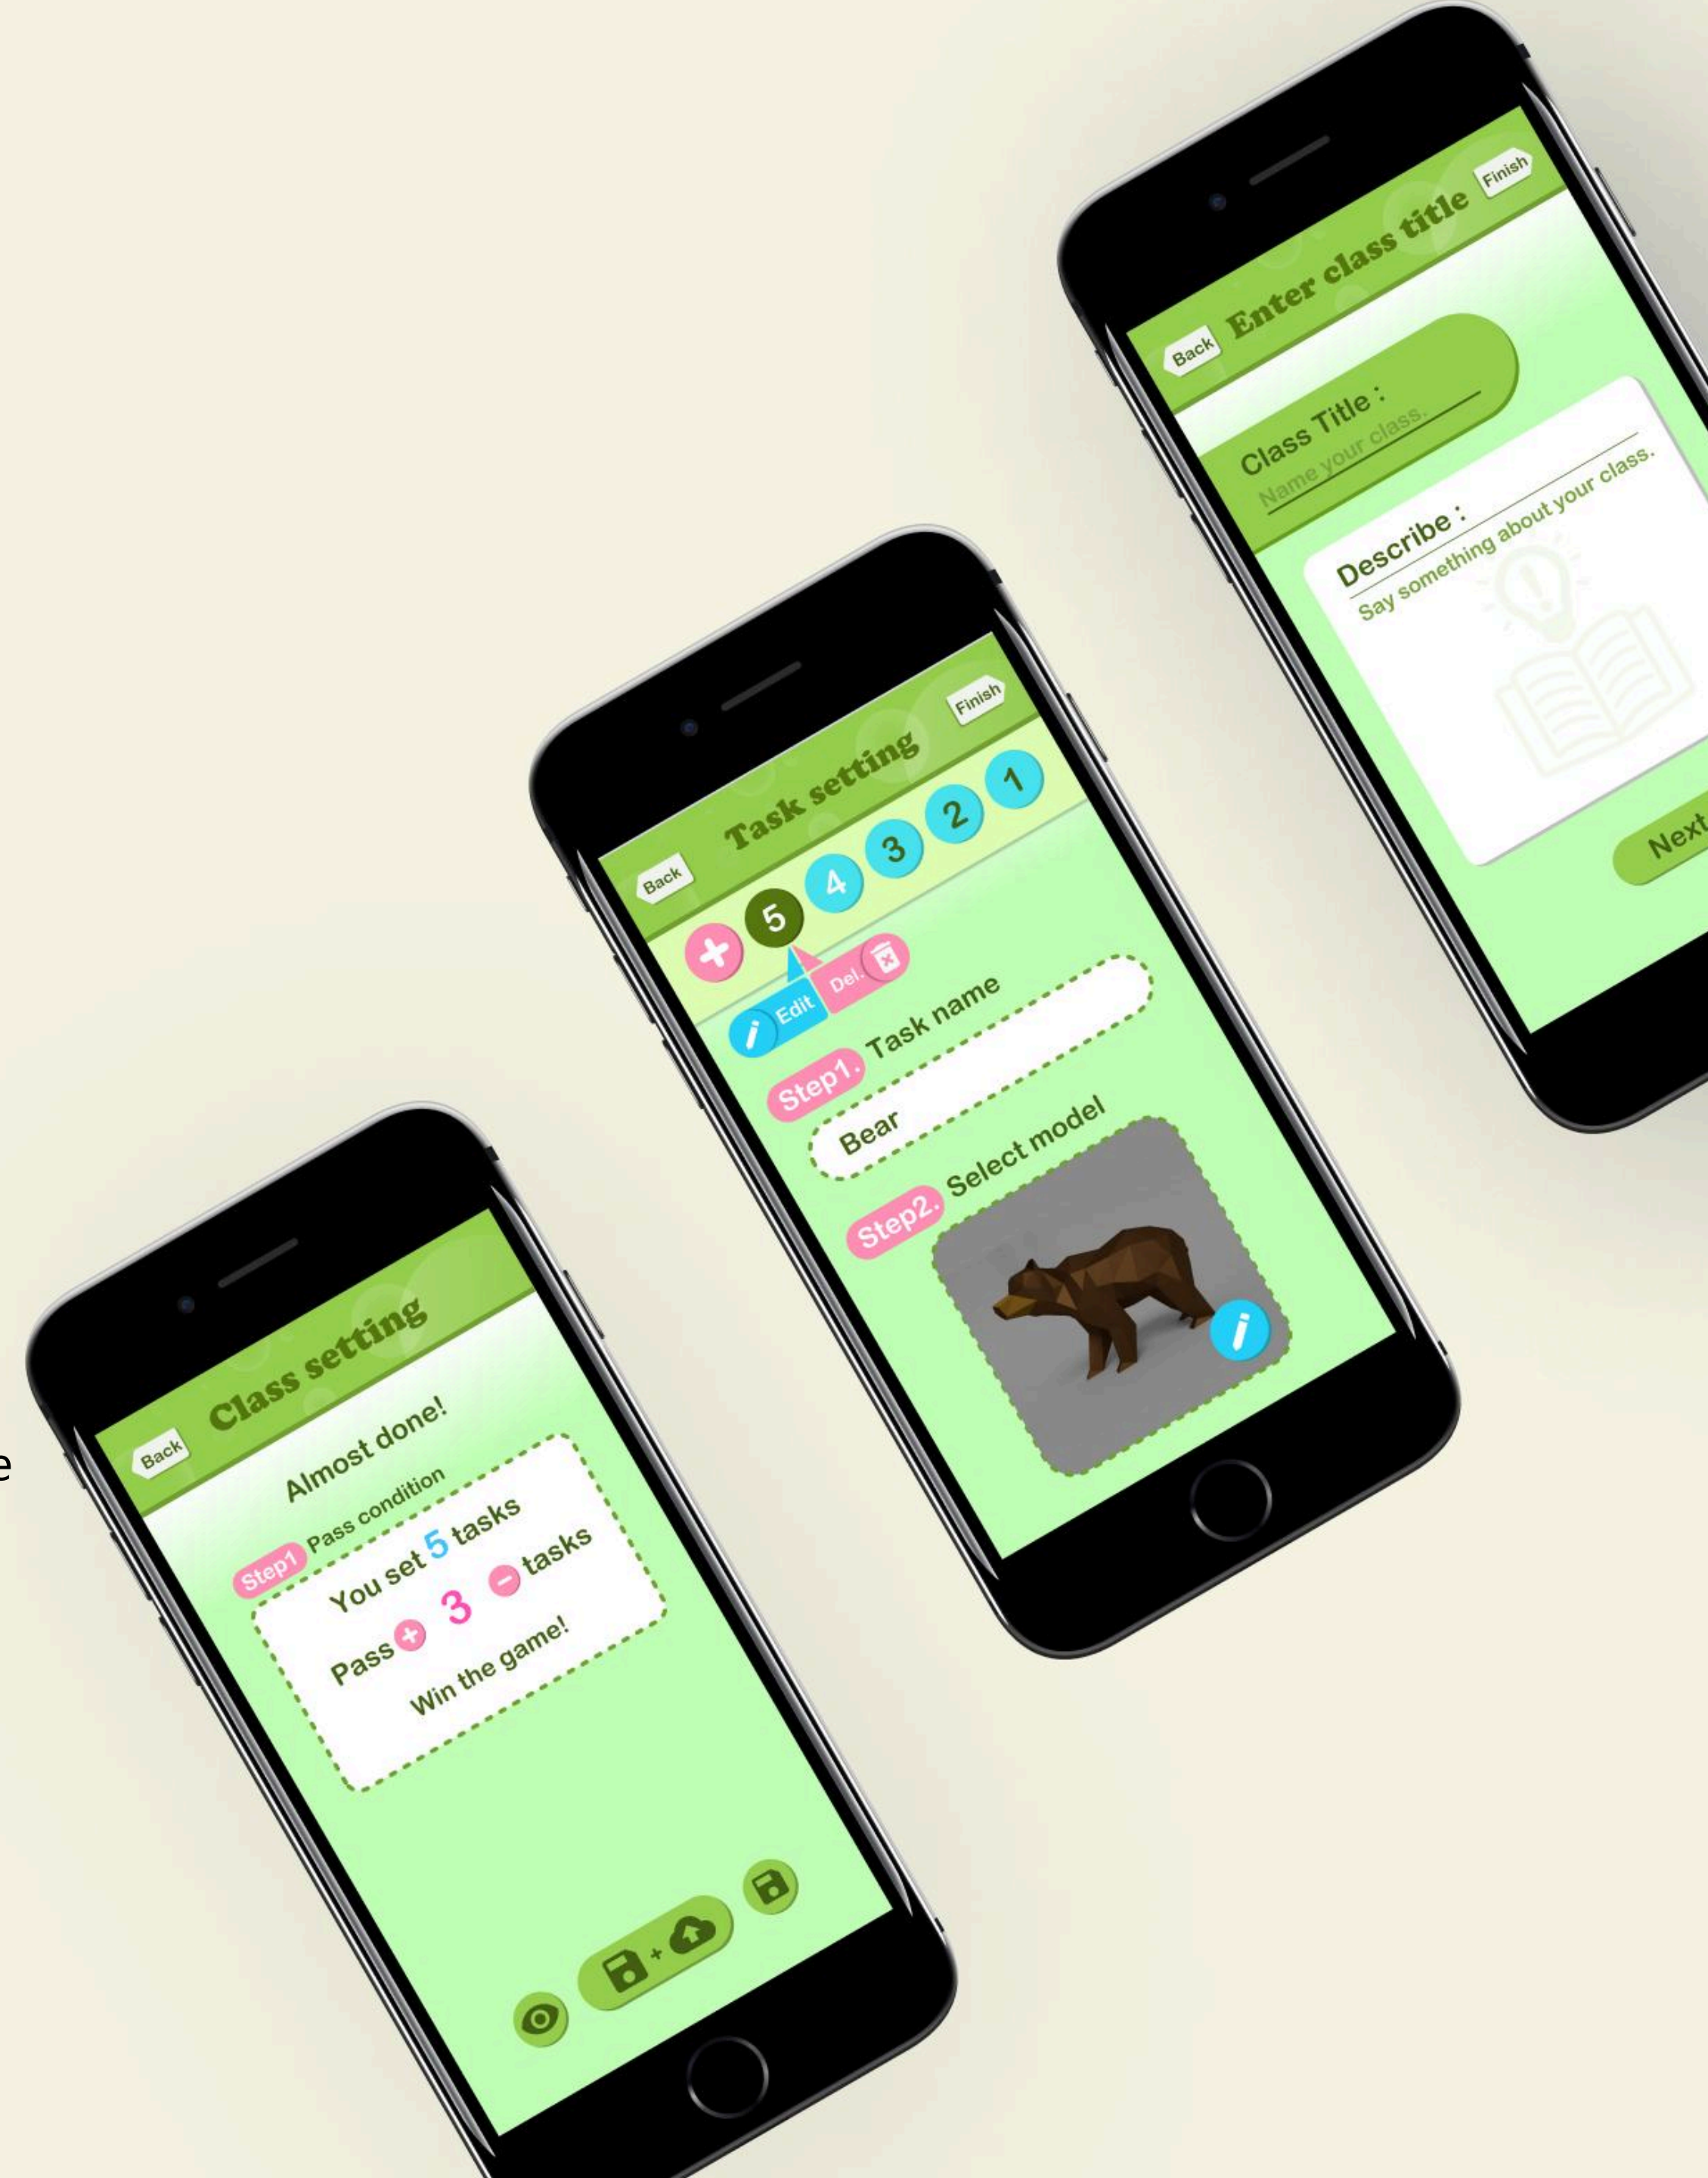 Back
Enter class title
Finish
Class Title :
Name your class.
Describe :
Say something about your class.
Next
Back
Task setting
Finish
5 4 3 2 1
Edit
Del.
Step1. Task name
Bear
Step2. Select model
e
Back
Class setting
Almost done!
Step1 Pass condition
You set 5 tasks
Pass + 3 - tasks
Win the game!